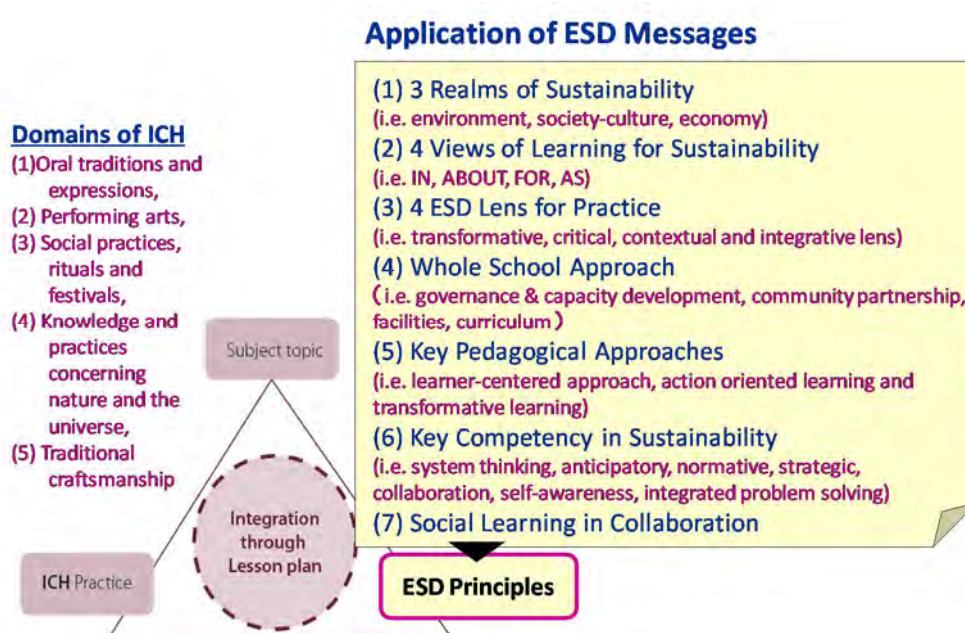 Application of ESD Messages
Domains of ICH
(1)Oral traditions and
expressions,
(2) Performing arts,
(3) Social practices,
rituals and
festivals,
(4) Knowledge and
practices
concerning
nature and the
universe,
(5) Traditional
craftsmanship
(1) 3 Realms of Sustainability
(i.e. environment, society-culture, economy)
(2) 4 Views of Learning for Sustainability
(i.e. IN, ABOUT, FOR, AS)
(3) 4 ESD Lens for Practice
(i.e. transformative, critical, contextual and integrative lens)
(4) Whole School Approach
(i.e. governance & capacity development, community partnership,
facilities, curriculum)
(5) Key Pedagogical Approaches
(i.e. learner-centered approach, action oriented learning and
transformative learning)
(6) Key Competency in Sustainability
(i.e. system thinking, anticipatory, normative, strategic,
collaboration, self-awareness, integrated problem solving)
(7) Social Learning in Collaboration
Subject topic
Integration
through
Lesson plan
ICH Practice
ESD Principles